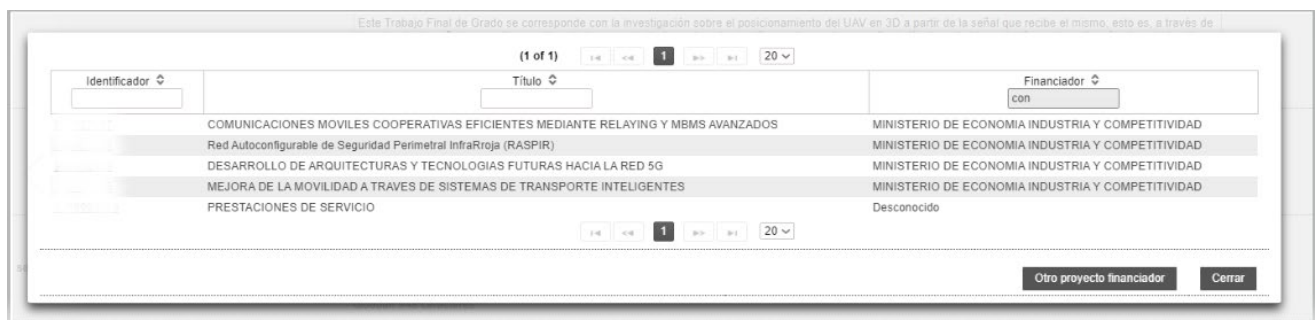 Este Trabajo Final de Grado se corresponde con la investigación sobre el posicionamiento del UAV en 3D a partir de la señal que recibe el mismo, esto es, a través de
(1 of 1) 1 20
Identificador Título Financiador
con
COMUNICACIONES MOVILES COOPERATIVAS EFICIENTES MEDIANTE RELAYING Y MBMS AVANZADOS MINISTERIO DE ECONOMIA INDUSTRIA Y COMPETITIVIDAD
Red Autoconfigurable de Seguridad Perimetral InfraRroja (RASPIR) MINISTERIO DE ECONOMIA INDUSTRIA Y COMPETITIVIDAD
DESARROLLO DE ARQUITECTURAS Y TECNOLOGIAS FUTURAS HACIA LA RED 5G MINISTERIO DE ECONOMIA INDUSTRIA Y COMPETITIVIDAD
MEJORA DE LA MOVILIDAD A TRAVES DE SISTEMAS DE TRANSPORTE INTELIGENTES MINISTERIO DE ECONOMIA INDUSTRIA Y COMPETITIVIDAD
PRESTACIONES DE SERVICIO Desconocido
1 20
Otro proyecto financiador Cerrar